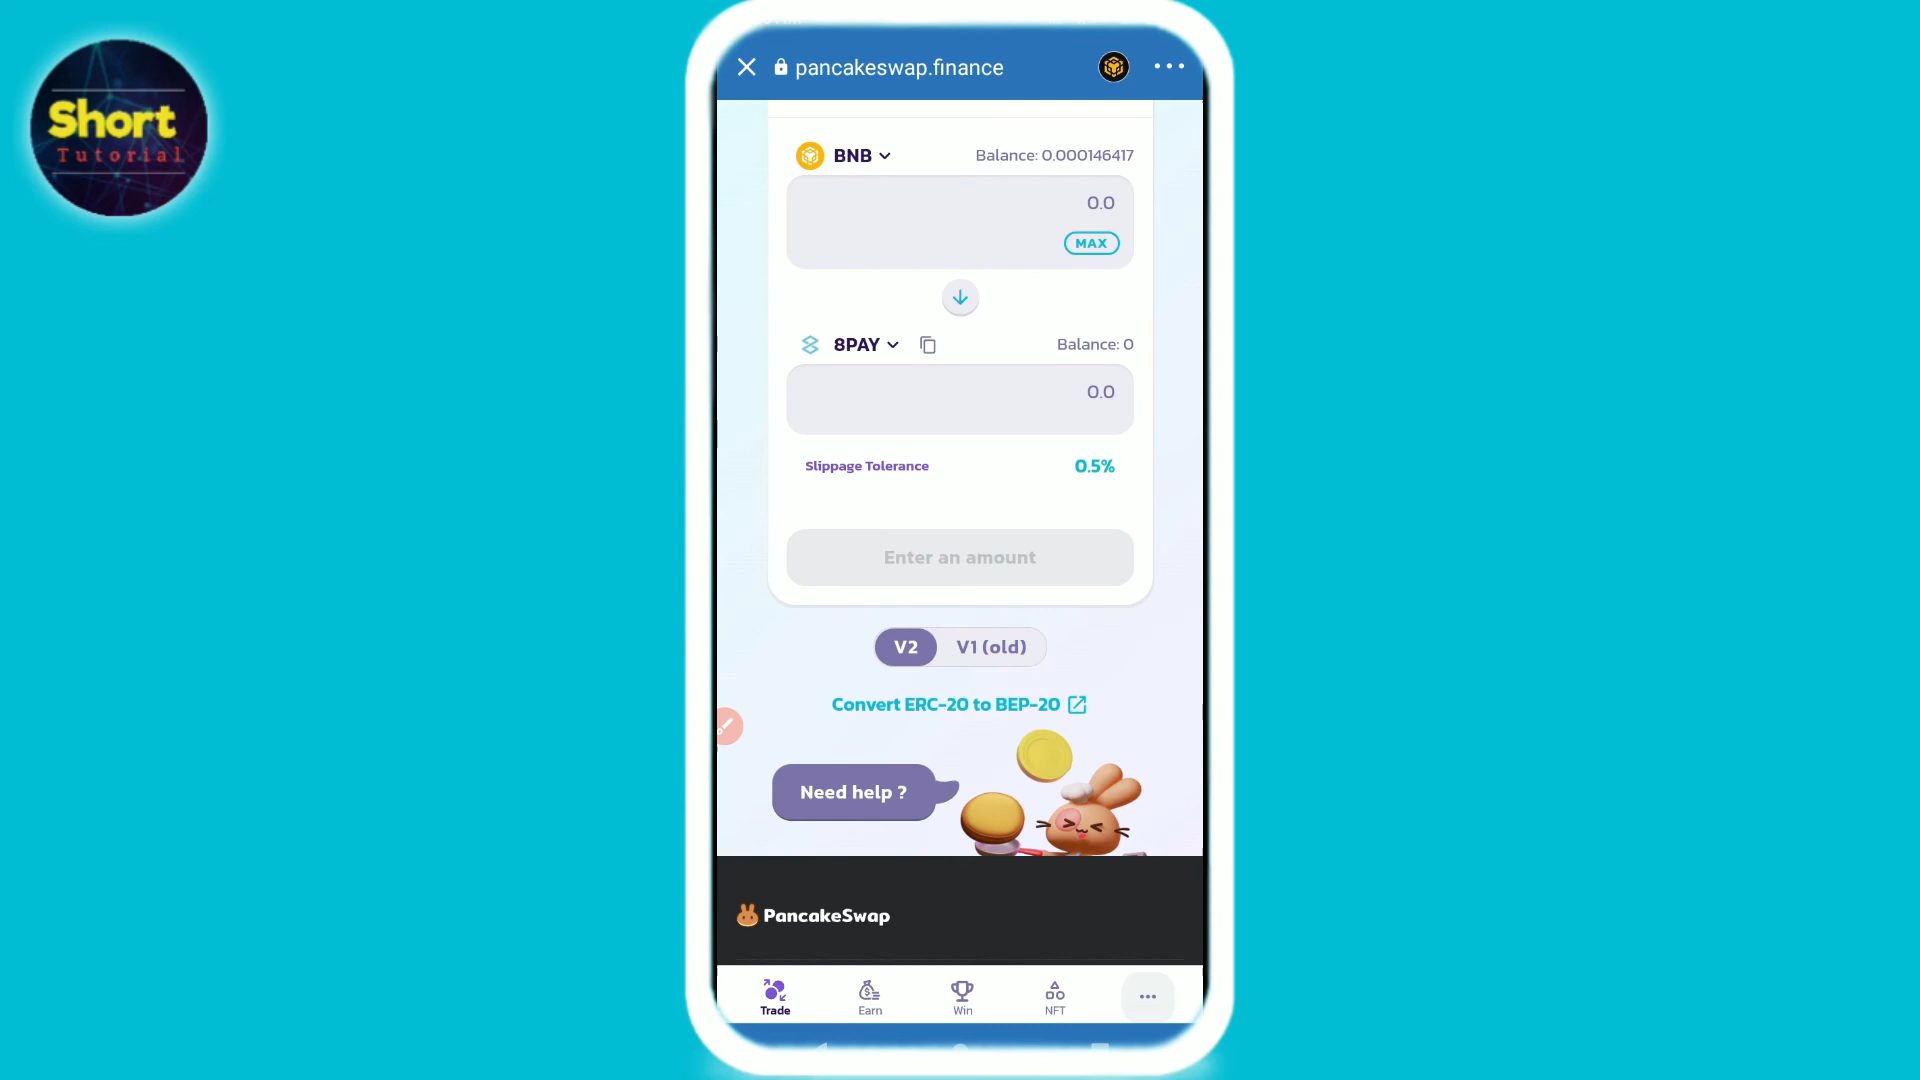 Short
Tutorial
pancakeswap.finance
BNB
Balance: 0.000146417
0.0
MAX
8PAY
Balance: 0
0.0
Slippage Tolerance
0.5%
Enter an amount
V2
V1 (old)
Convert ERC-20 to BEP-20
Need help ?
PancakeSwap
Trade
Earn
Win
NFT